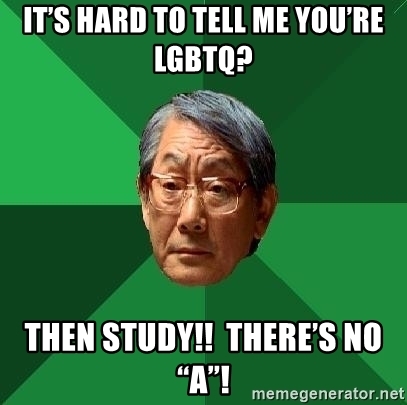 IT’S HARD TO TELL ME YOU’RE
LGBTQ?
THEN STUDY!!  THERE’S NO
“A”!
memegenerator.net